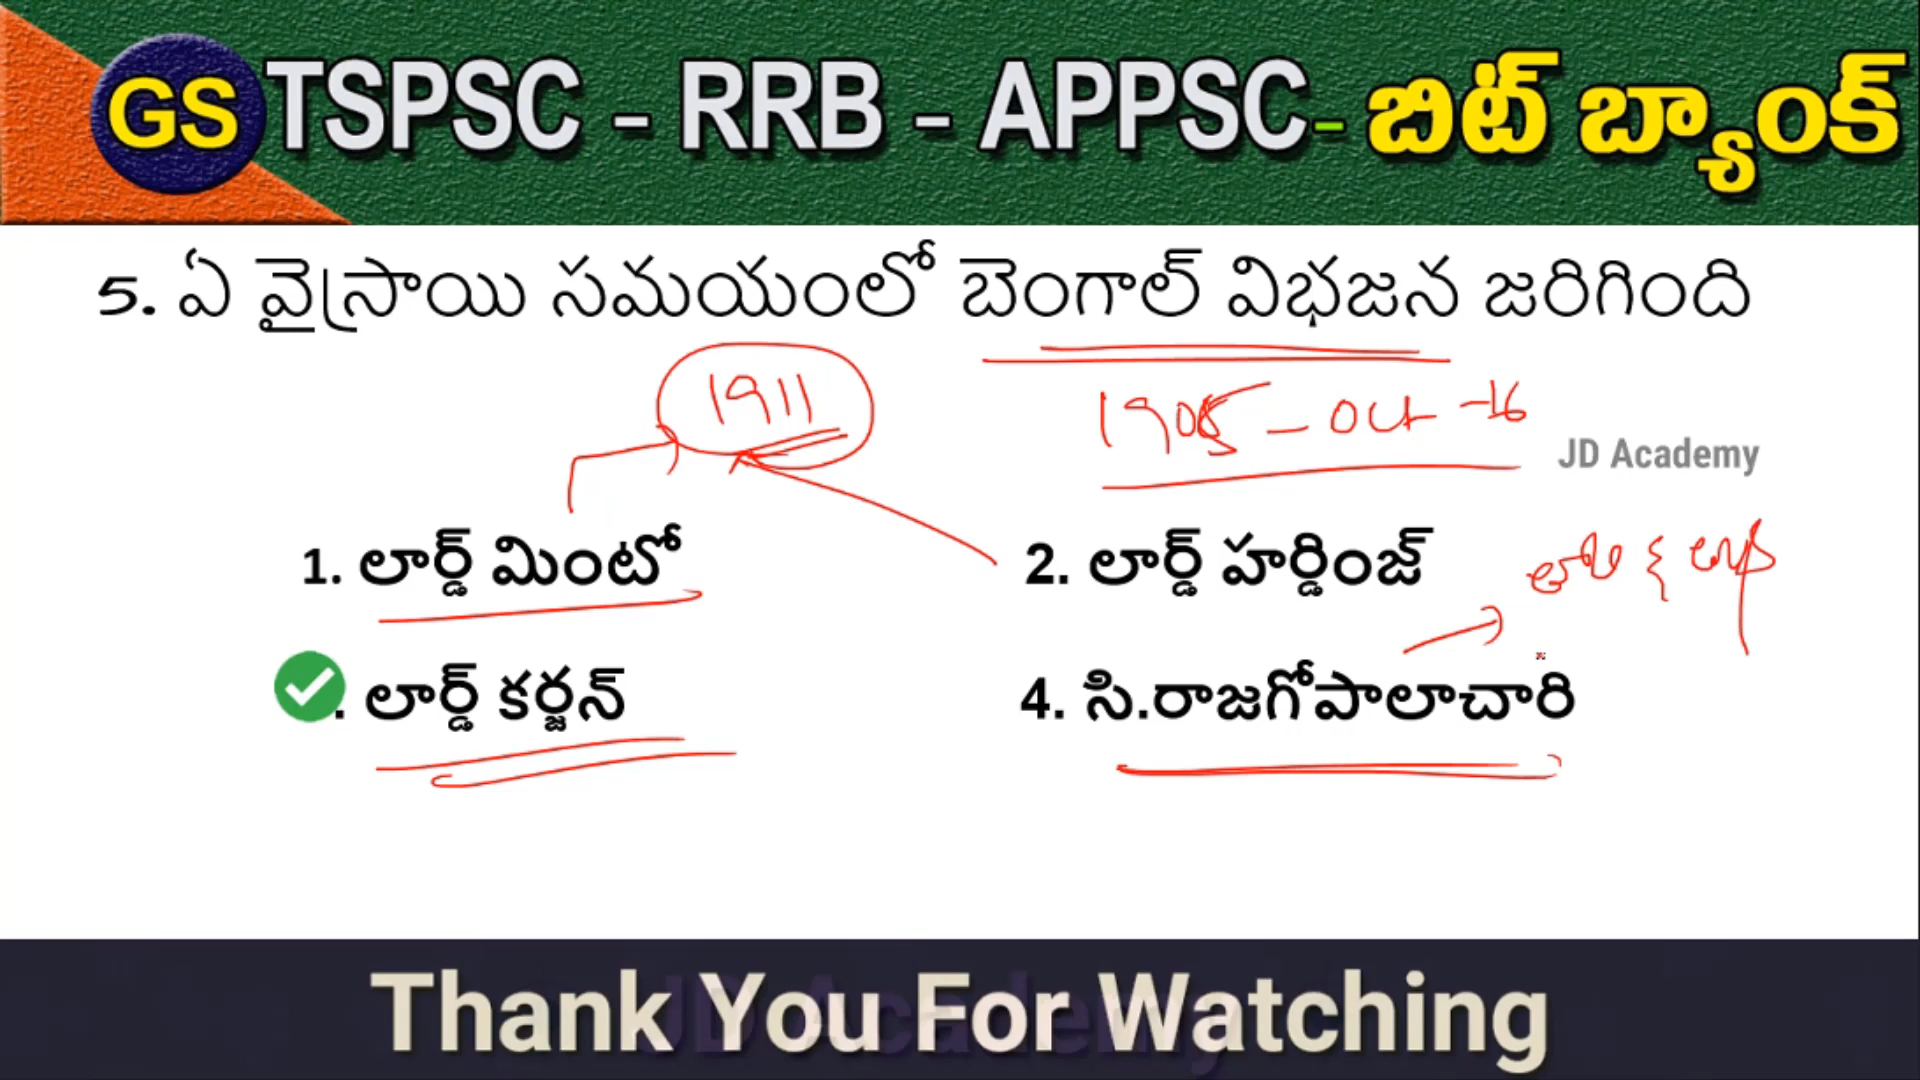 GS TSPSC - RRB - APPSC- బిట్ బ్యాంక్
5. ఏ వైస్రాయి సమయంలో బెంగాల్ విభజన జరిగింది
1911
1905 - Oct -16
JD Academy
1. లార్డ్ మింటో
2. లార్డ్ హర్డింజ్
. లార్డ్ కర్జన్
4. సి.రాజగోపాలాచారి
Thank You For Watching